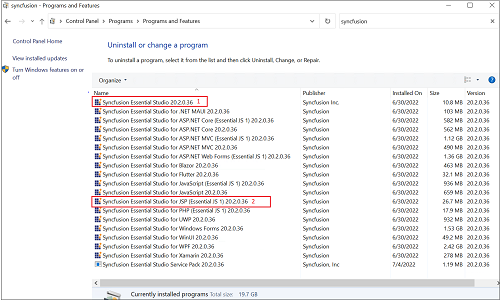 syncfusion - Programs and Features
Control Panel > Programs > Programs and Features
syncfusion
Control Panel Home
View installed updates
Turn Windows features on or off
Uninstall or change a program
To uninstall a program, select it from the list and then click Uninstall, Change, or Repair.
Organize
Name Publisher Installed On Size Version
Syncfusion Essential Studio 20.2.0.36 1 Syncfusion Inc. 6/30/2022 10.8 MB 20.2.0.36
Syncfusion Essential Studio for .NET MAUI 20.2.0.36 Syncfusion Inc. 6/30/2022 103 MB 20.2.0.36
Syncfusion Essential Studio for ASP.NET Core (Essential JS 1) 20.2.0.36 Syncfusion Inc. 6/30/2022 582 MB 20.2.0.36
Syncfusion Essential Studio for ASP.NET Core 20.2.0.36 Syncfusion Inc. 6/30/2022 562 MB 20.2.0.36
Syncfusion Essential Studio for ASP.NET MVC (Essential JS 1) 20.2.0.36 Syncfusion Inc. 6/30/2022 1.12 GB 20.2.0.36
Syncfusion Essential Studio for ASP.NET MVC 20.2.0.36 Syncfusion Inc. 6/30/2022 490 MB 20.2.0.36
Syncfusion Essential Studio for ASP.NET Web Forms (Essential JS 1) 20.2.0.36 Syncfusion Inc. 6/30/2022 1.36 GB 20.2.0.36
Syncfusion Essential Studio for Blazor 20.2.0.36 Syncfusion Inc. 6/30/2022 463 MB 20.2.0.36
Syncfusion Essential Studio for Flutter 20.2.0.36 Syncfusion Inc. 6/30/2022 32.1 MB 20.2.0.36
Syncfusion Essential Studio for JavaScript (Essential JS 1) 20.2.0.36 Syncfusion Inc. 6/30/2022 936 MB 20.2.0.36
Syncfusion Essential Studio for JavaScript 20.2.0.36 Syncfusion Inc. 6/30/2022 659 MB 20.2.0.36
Syncfusion Essential Studio for JSP (Essential JS 1) 20.2.0.36 2 Syncfusion Inc. 6/30/2022 26.7 MB 20.2.0.36
Syncfusion Essential Studio for PHP (Essential JS 1) 20.2.0.36 Syncfusion Inc. 6/30/2022 17.9 MB 20.2.0.36
Syncfusion Essential Studio for UWP 20.2.0.36 Syncfusion Inc. 6/30/2022 932 MB 20.2.0.36
Syncfusion Essential Studio for Windows Forms 20.2.0.36 Syncfusion Inc. 6/30/2022 1.53 GB 20.2.0.36
Syncfusion Essential Studio for WinUI 20.2.0.36 Syncfusion Inc. 6/30/2022 49.2 MB 20.2.0.36
Syncfusion Essential Studio for WPF 20.2.0.36 Syncfusion Inc. 6/30/2022 2.42 GB 20.2.0.36
Syncfusion Essential Studio for Xamarin 20.2.0.36 Syncfusion Inc. 6/30/2022 278 MB 20.2.0.36
Syncfusion Essential Studio Service Pack 20.2.0.36 Syncfusion, Inc 7/4/2022 1.19 MB 20.2.0.36
Currently installed programs Total size: 19.7 GB